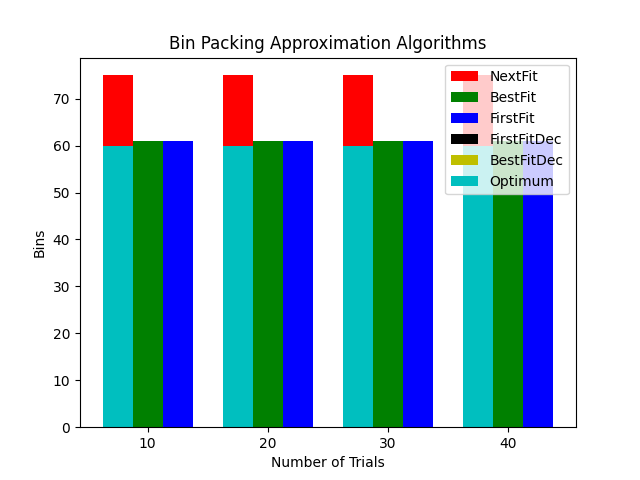 Bin Packing Approximation Algorithms
NextFit
BestFit
FirstFit
FirstFitDec
BestFitDec
Optimum
Bins
70
60
50
40
30
20
10
0
10 20 30 40
Number of Trials